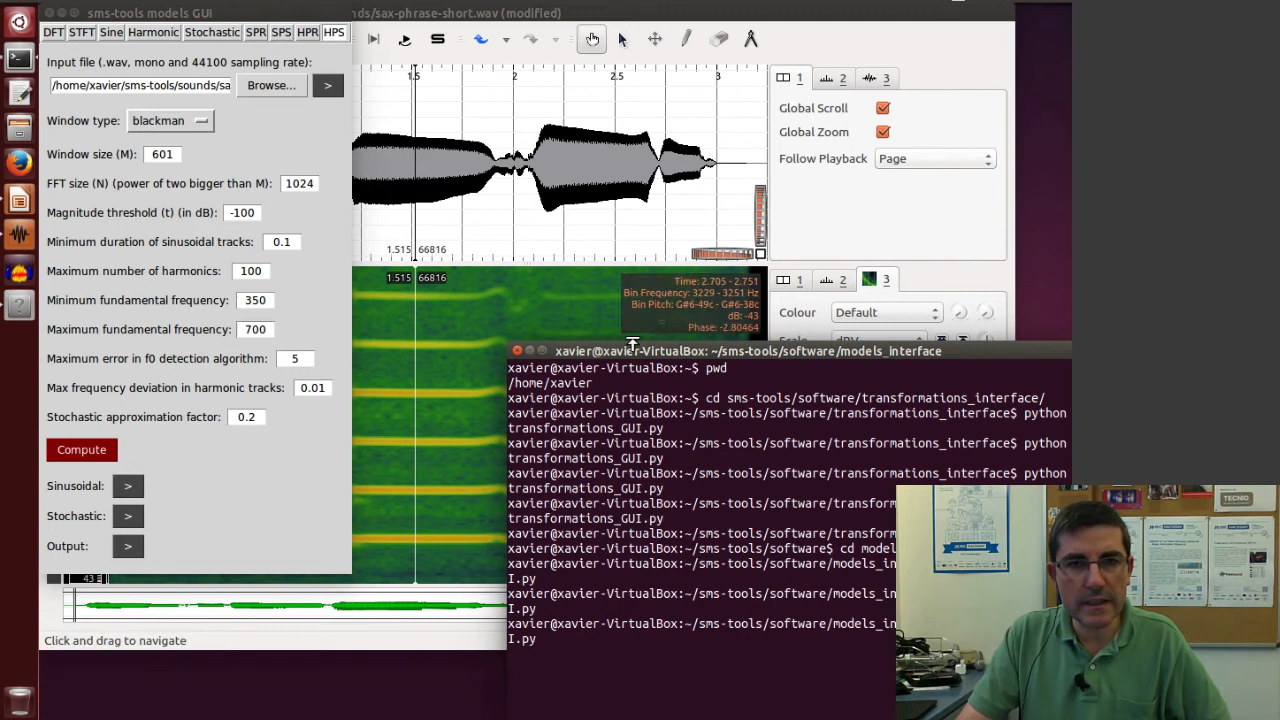 sms-tools models GUI
nds/sax-phrase-short.wav (modified)
DFT STFT Sine Harmonic Stochastic SPR SPS HPR HPS
Input file (.wav, mono and 44100 sampling rate):
/home/xavier/sms-tools/sounds/sa Browse... >
Window type: blackman
Window size (M): 601
FFT size (N) (power of two bigger than M): 1024
Magnitude threshold (t) (in dB): -100
Minimum duration of sinusoidal tracks: 0.1
Maximum number of harmonics: 100
Minimum fundamental frequency: 350
Maximum fundamental frequency: 700
Maximum error in f0 detection algorithm: 5
Max frequency deviation in harmonic tracks: 0.01
Stochastic approximation factor: 0.2
Compute
Sinusoidal: >
Stochastic: >
Output: >
43
Click and drag to navigate
1.5 2 2.5 3
1.515 66816
1.515 66816
Time: 2.705 - 2.751
Bin Frequency: 3229 - 3251 Hz
Bin Pitch: G#6-49c - G#6-38c
dB: -43
Phase: -2.80464
1 2 3
Global Scroll
Global Zoom
Follow Playback Page
1 2 3
Colour Default
xavier@xavier-VirtualBox: ~/sms-tools/software/models_interface
xavier@xavier-VirtualBox:~$ pwd
/home/xavier
xavier@xavier-VirtualBox:~$ cd sms-tools/software/transformations_interface/
xavier@xavier-VirtualBox:~/sms-tools/software/transformations_interface$ python
transformations_GUI.py
xavier@xavier-VirtualBox:~/sms-tools/software/transformations_interface$ python
transformations_GUI.py
xavier@xavier-VirtualBox:~/sms-tools/software/transformations_interface$ python
transformations_GUI.py
xavier@xavier-VirtualBox:~/sms-tools/software/transform
transformations_GUI.py
xavier@xavier-VirtualBox:~/sms-tools/software/transform
xavier@xavier-VirtualBox:~/sms-tools/software$ cd model
xavier@xavier-VirtualBox:~/sms-tools/software/models_in
I.py
xavier@xavier-VirtualBox:~/sms-tools/software/models_in
I.py
xavier@xavier-VirtualBox:~/sms-tools/software/models_in
I.py
TECNIO